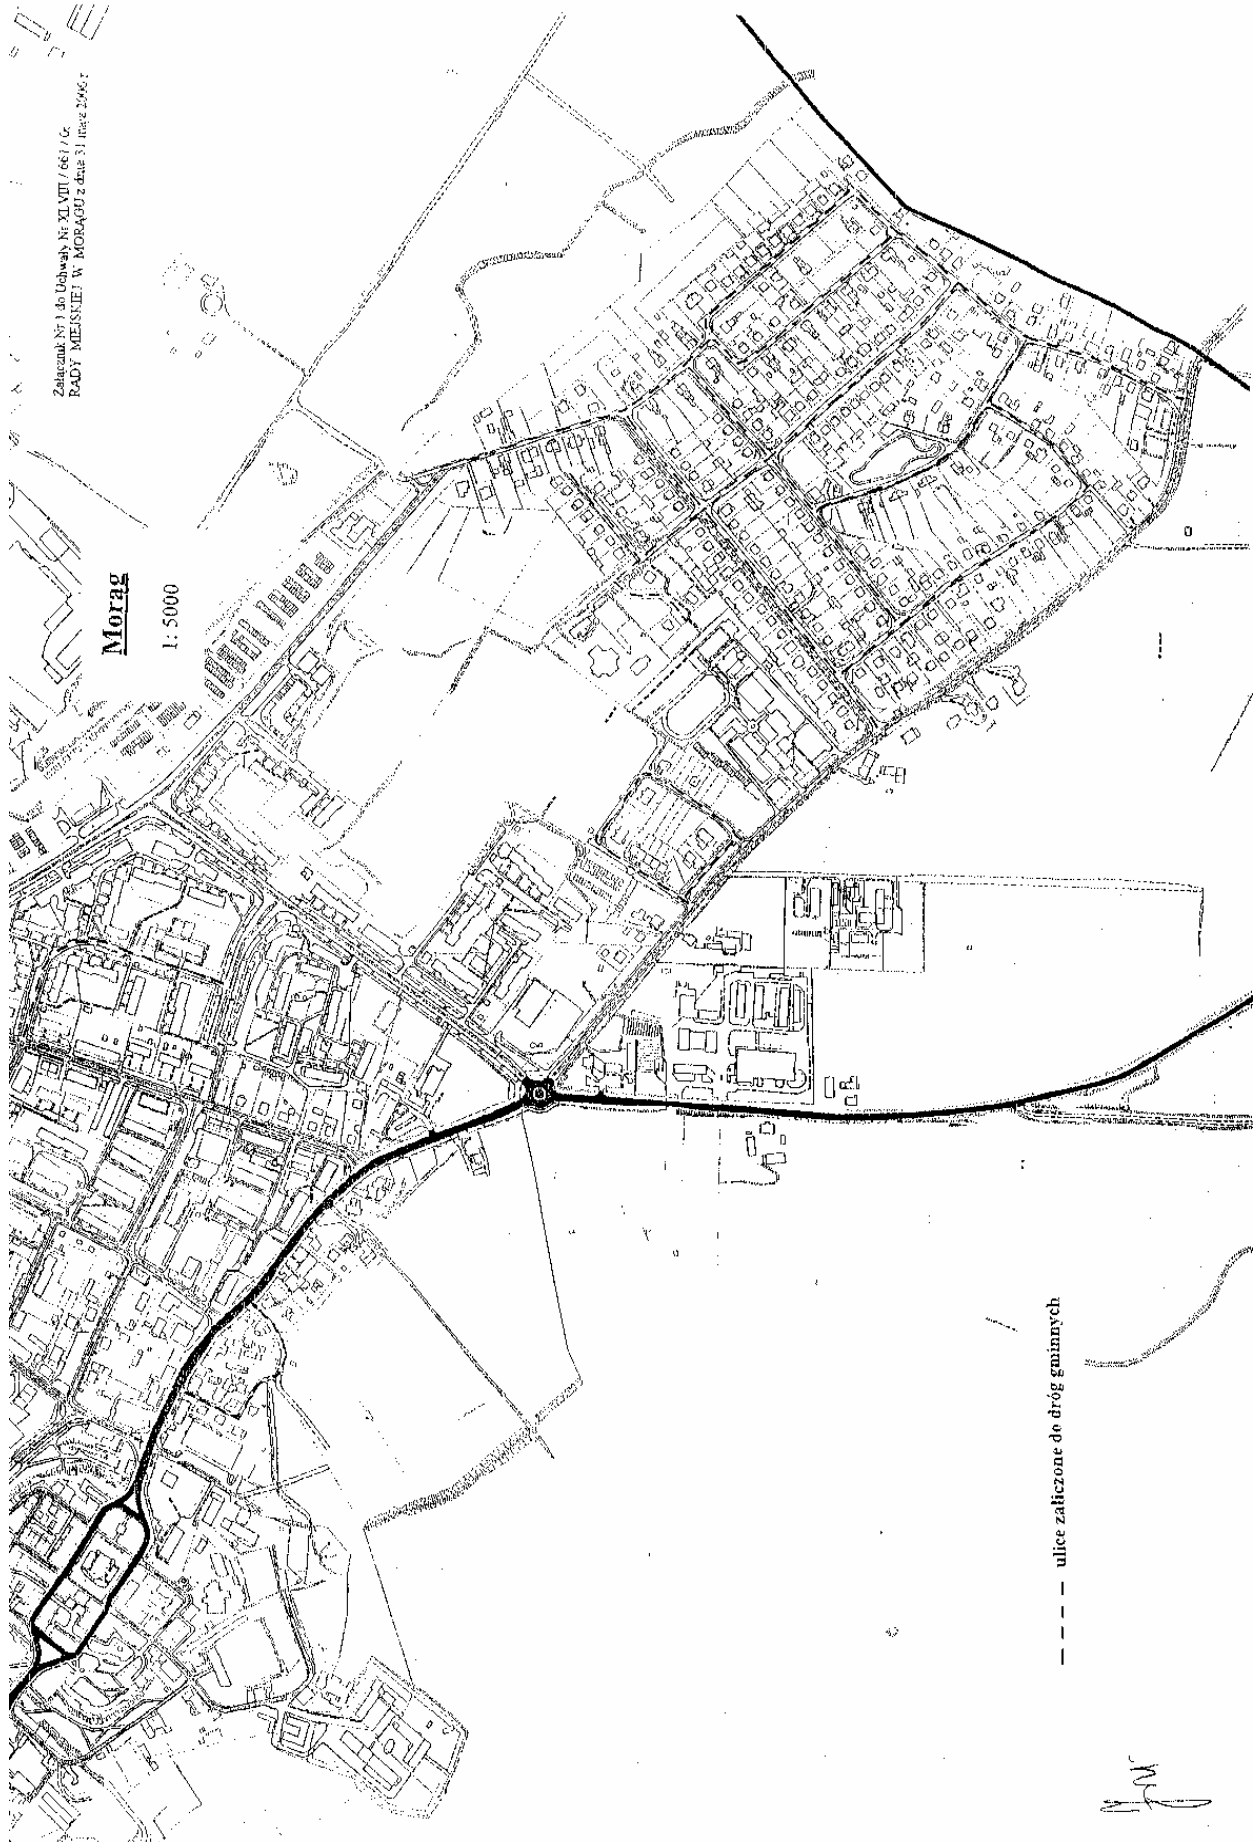 Załącznik Nr 1 do Uchwały Nr XLVIII / 661 / 06
RADY MIEJSKIEJ W MORĄGU z dnia 31 maja 2006 r
Morąg
1: 5000
— — — ulice zaliczone do dróg gminnych